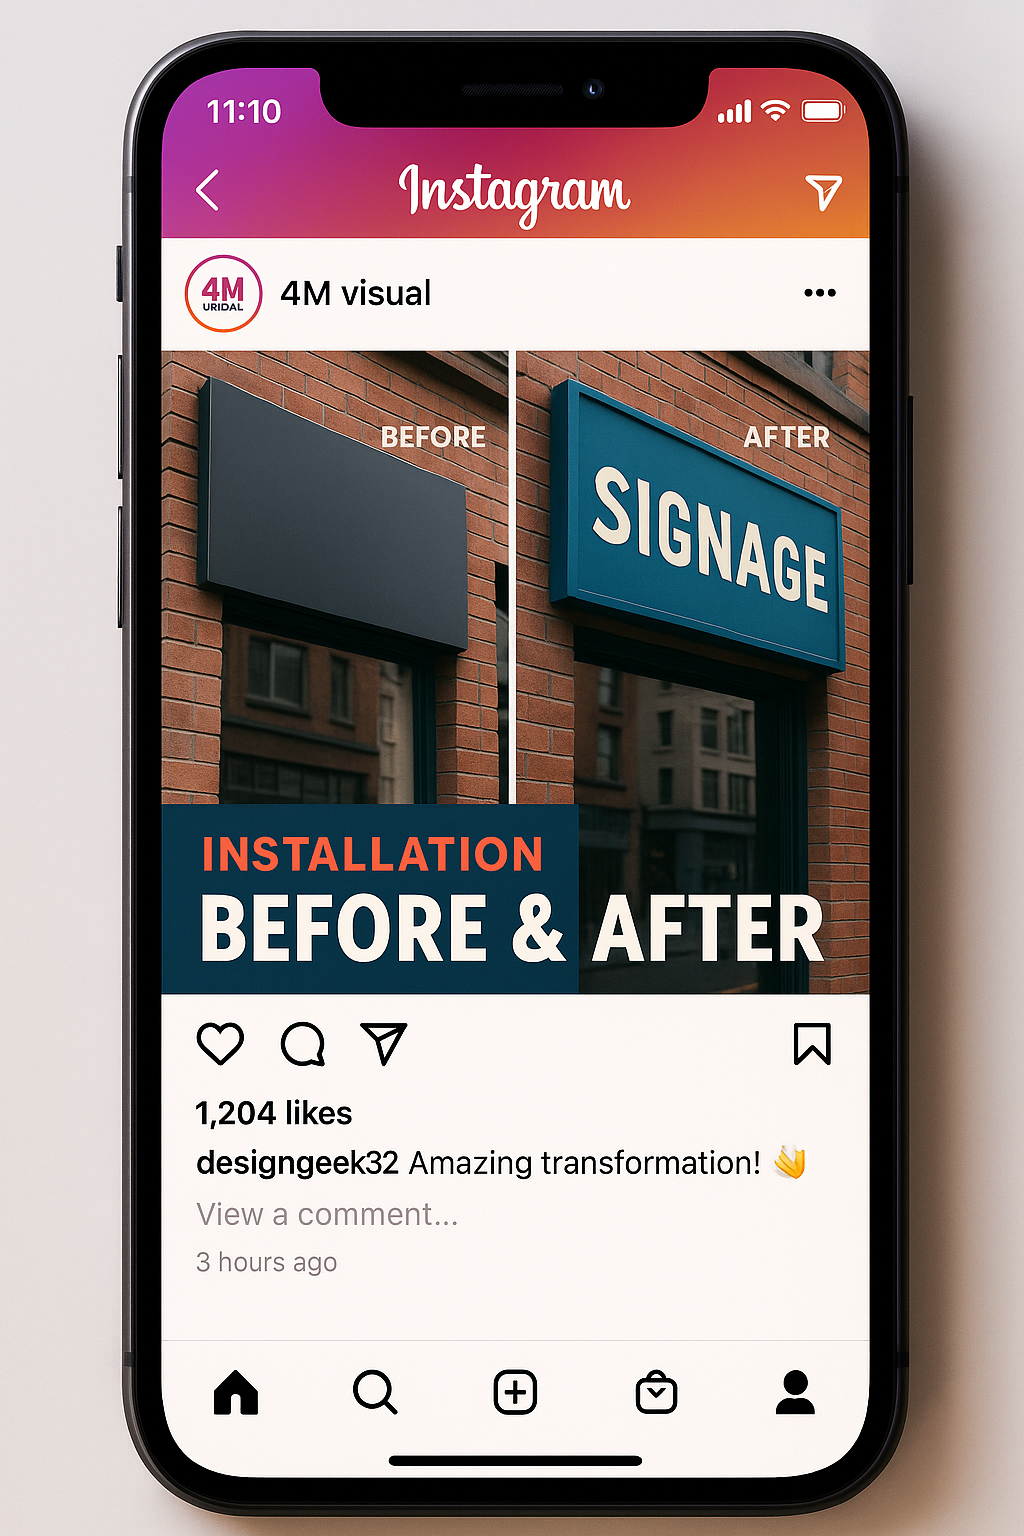 11:10
Instagram
4M
URIDAL
4M visual
BEFORE
AFTER
SIGNAGE
INSTALLATION
BEFORE & AFTER
1,204 likes
designgeek32 Amazing transformation! 👋
View a comment...
3 hours ago